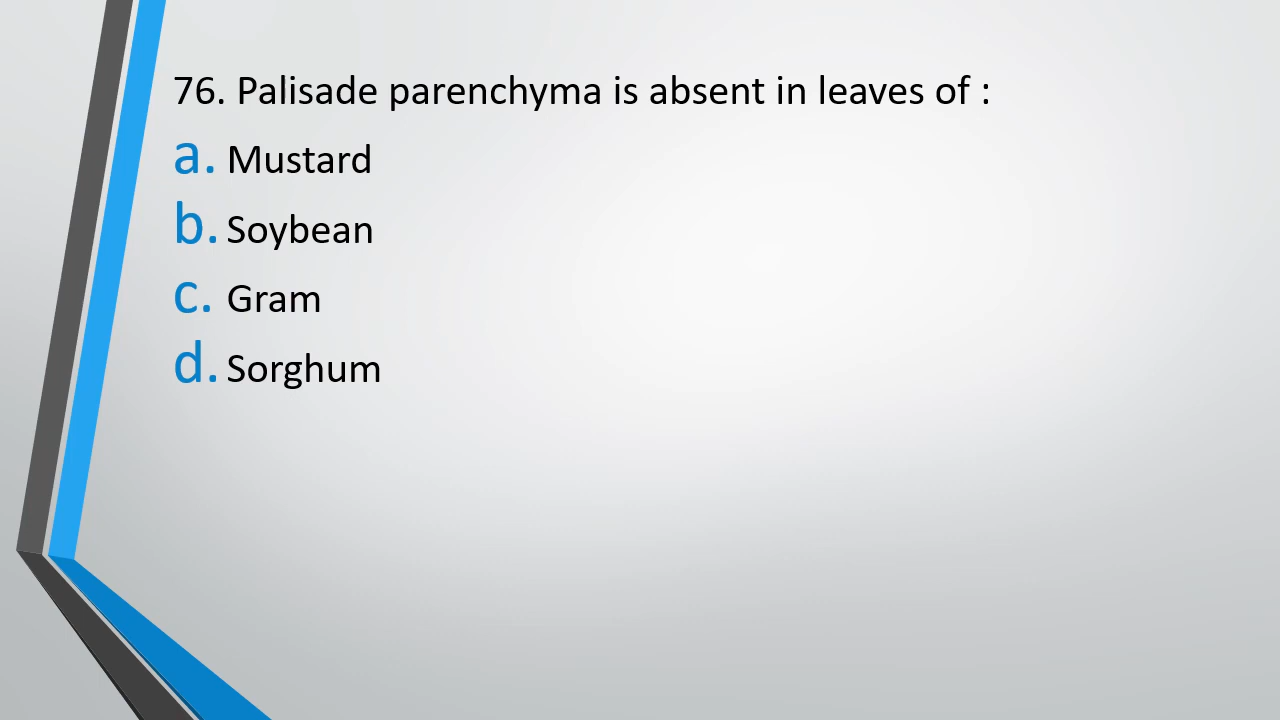 76. Palisade parenchyma is absent in leaves of :
a. Mustard
b. Soybean
c. Gram
d. Sorghum